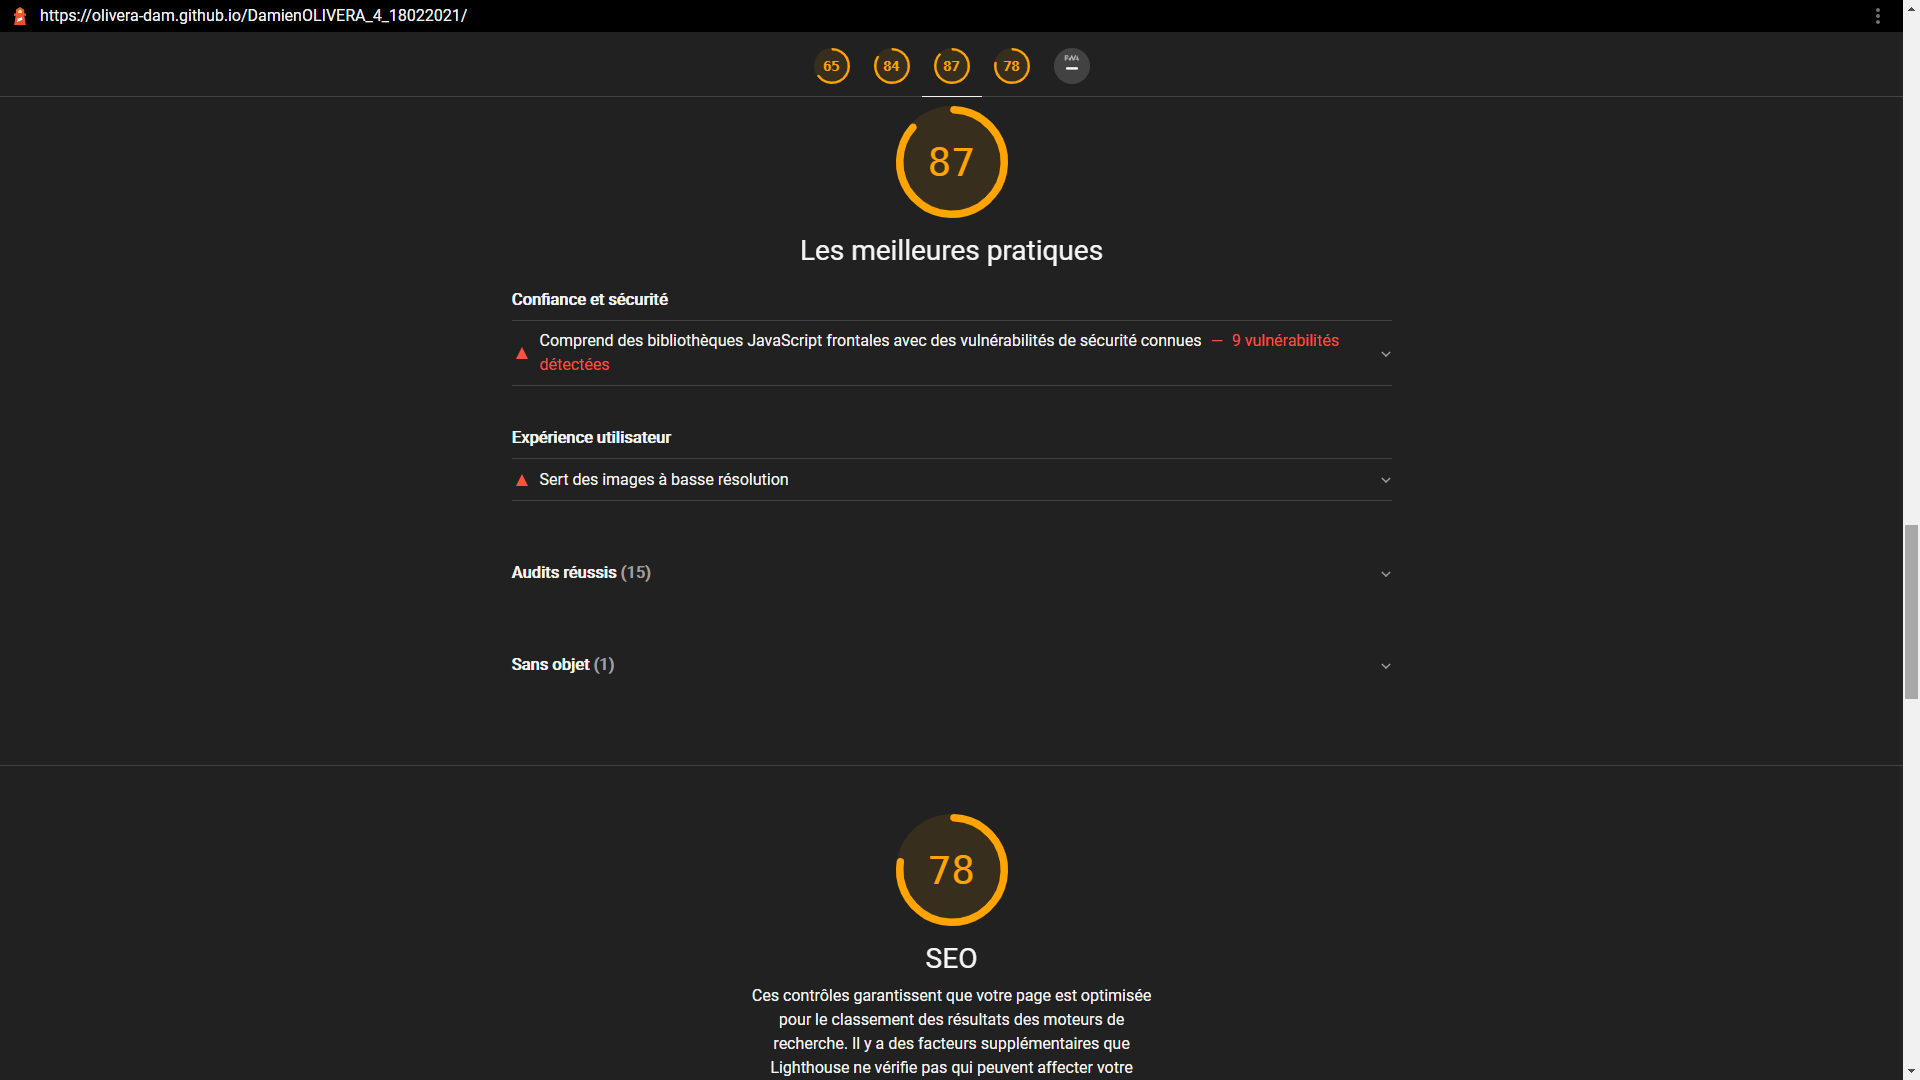 https://olivera-dam.github.io/DamienOLIVERA_4_18022021/
65 84 87 78 PWA
87
Les meilleures pratiques
Confiance et sécurité
Comprend des bibliothèques JavaScript frontales avec des vulnérabilités de sécurité connues — 9 vulnérabilités
détectées
Expérience utilisateur
Sert des images à basse résolution
Audits réussis (15)
Sans objet (1)
78
SEO
Ces contrôles garantissent que votre page est optimisée
pour le classement des résultats des moteurs de
recherche. Il y a des facteurs supplémentaires que
Lighthouse ne vérifie pas qui peuvent affecter votre